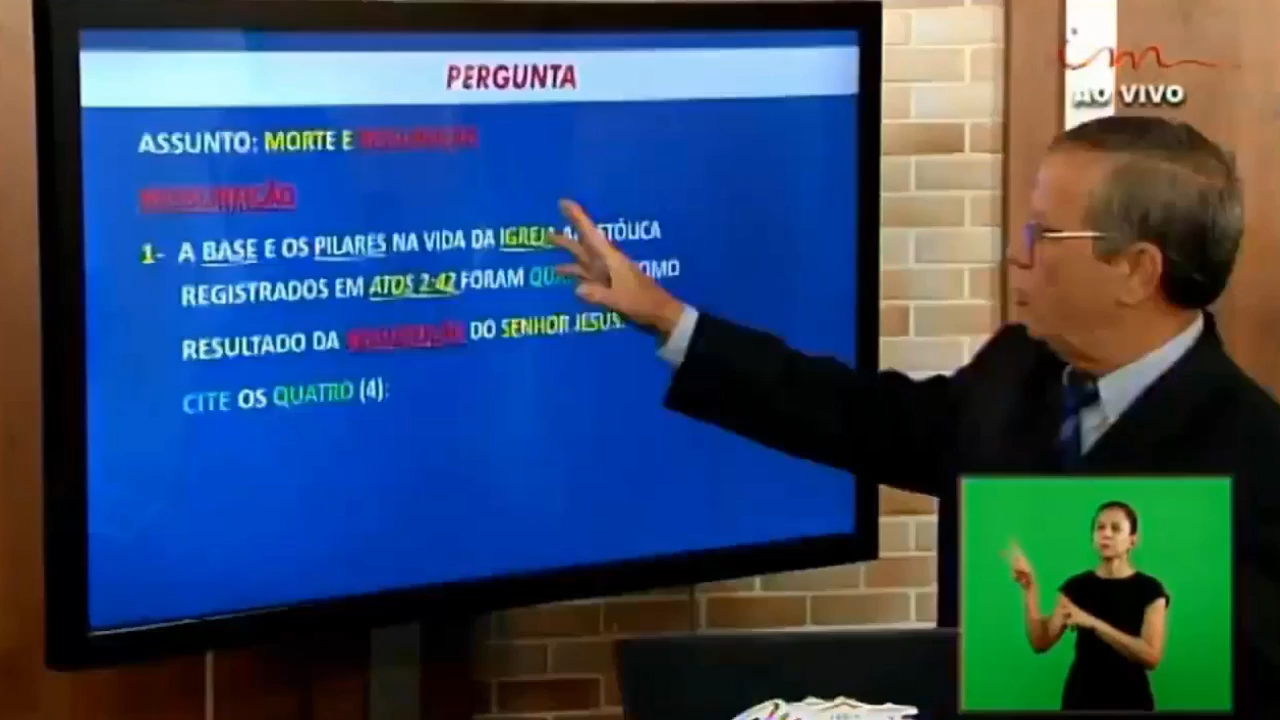 PERGUNTA
im
AO VIVO
ASSUNTO: MORTE E
1- A BASE E OS PILARES NA VIDA DA IGREJA
REGISTRADOS EM ATOS 2:42 FORAM
RESULTADO DA DO SENHOR JESUS.
CITE OS QUATRO (4):